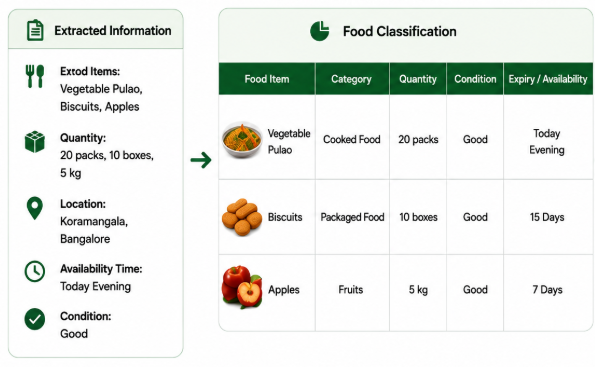 Extracted Information
Extod Items:
Vegetable Pulao,
Biscuits, Apples
Quantity:
20 packs, 10 boxes,
5 kg
Location:
Koramangala,
Bangalore
Availability Time:
Today Evening
Condition:
Good
Food Classification
Food Item Category Quantity Condition Expiry / Availability
Vegetable Pulao Cooked Food 20 packs Good Today Evening
Biscuits Packaged Food 10 boxes Good 15 Days
Apples Fruits 5 kg Good 7 Days